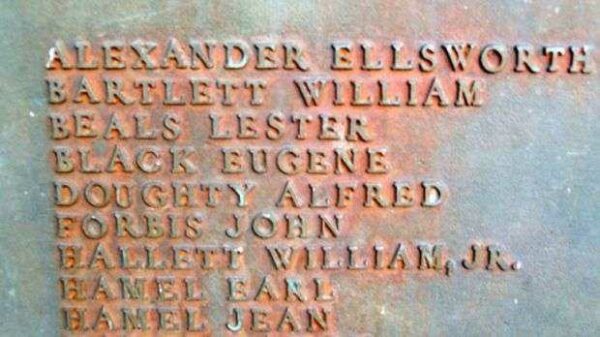 ALEXANDER ELLSWORTH
BARTLETT WILLIAM
BEALS LESTER
BLACK EUGENE
DOUGHTY ALFRED
FORBIS JOHN
HALLETT WILLIAM, JR.
HAMEL EARL
HAMEL JEAN